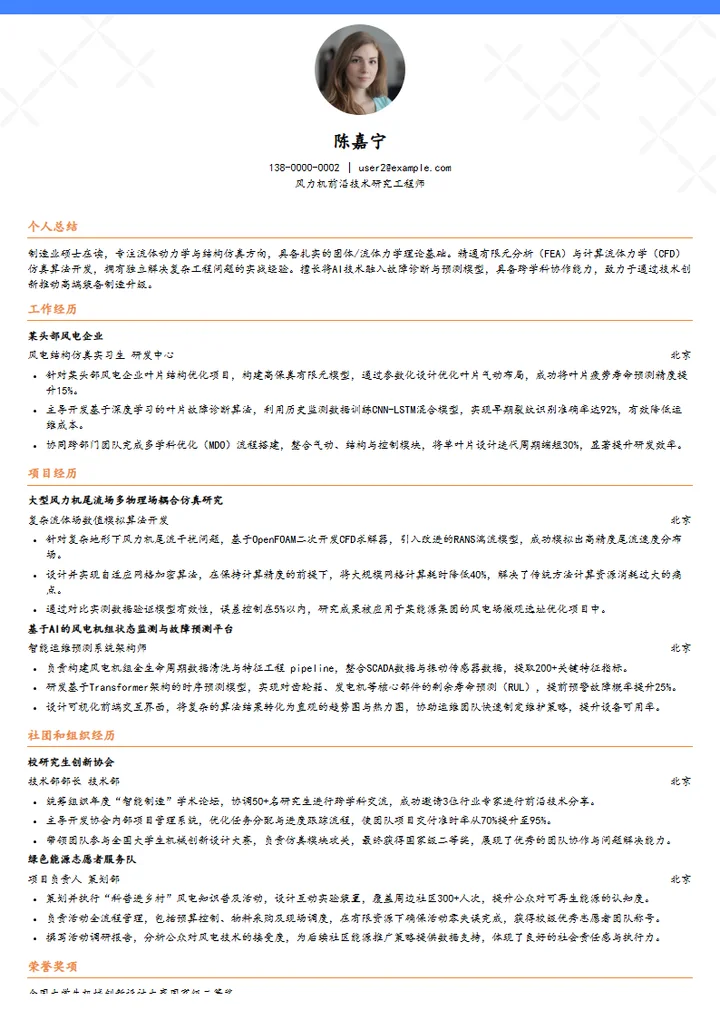 陈嘉宁
138-0000-0002 | user2@example.com
风力机前沿技术研究工程师
个人总结
制造业硕士在读，专注流体动力学与结构仿真方向，具备扎实的固体/流体力学理论基础。精通有限元分析（FEA）与计算流体力学（CFD）
仿真算法开发，拥有独立解决复杂工程问题的实战经验。擅长将AI技术融入故障诊断与预测模型，具备跨学科协作能力，致力于通过技术创
新推动高端装备制造升级。
工作经历
某头部风电企业
风电结构仿真实习生 研发中心 北京
• 针对某头部风电企业叶片结构优化项目，构建高保真有限元模型，通过参数化设计优化叶片气动布局，成功将叶片疲劳寿命预测精度提
升15%。
• 主导开发基于深度学习的叶片故障诊断算法，利用历史监测数据训练CNN-LSTM混合模型，实现早期裂纹识别准确率达92%，有效降低运
维成本。
• 协同跨部门团队完成多学科优化（MDO）流程搭建，整合气动、结构与控制模块，将单叶片设计迭代周期缩短30%，显著提升研发效率。
项目经历
大型风力机尾流场多物理场耦合仿真研究
复杂流体场数值模拟算法开发 北京
• 针对复杂地形下风力机尾流干扰问题，基于OpenFOAM二次开发CFD求解器，引入改进的RANS湍流模型，成功模拟出高精度尾流速度分布
场。
• 设计并实现自适应网格加密算法，在保持计算精度的前提下，将大规模网格计算耗时降低40%，解决了传统方法计算资源消耗过大的痛
点。
• 通过对比实测数据验证模型有效性，误差控制在5%以内，研究成果被应用于某能源集团的风电场微观选址优化项目中。
基于AI的风电机组状态监测与故障预测平台
智能运维预测系统架构师 北京
• 负责构建风电机组全生命周期数据清洗与特征工程 pipeline，整合SCADA数据与振动传感器数据，提取200+关键特征指标。
• 研发基于Transformer架构的时序预测模型，实现对齿轮箱、发电机等核心部件的剩余寿命预测（RUL），提前预警故障概率提升25%。
• 设计可视化前端交互界面，将复杂的算法结果转化为直观的趋势图与热力图，协助运维团队快速制定维护策略，提升设备可用率。
社团和组织经历
校研究生创新协会
技术部部长 技术部 北京
• 统筹组织年度“智能制造”学术论坛，协调50+名研究生进行跨学科交流，成功邀请3位行业专家进行前沿技术分享。
• 主导开发协会内部项目管理系统，优化任务分配与进度跟踪流程，使团队项目交付准时率从70%提升至95%。
• 带领团队参与全国大学生机械创新设计大赛，负责仿真模块攻关，最终获得国家级二等奖，展现了优秀的团队协作与问题解决能力。
绿色能源志愿者服务队
项目负责人 策划部 北京
• 策划并执行“科普进乡村”风电知识普及活动，设计互动实验装置，覆盖周边社区300+人次，提升公众对可再生能源的认知度。
• 负责活动全流程管理，包括预算控制、物料采购及现场调度，在有限资源下确保活动零失误完成，获得校级优秀志愿者团队称号。
• 撰写活动调研报告，分析公众对风电技术的接受度，为后续社区能源推广策略提供数据支持，体现了良好的社会责任感与执行力。
荣誉奖项
全国大学生机械创新设计大赛国家级二等奖